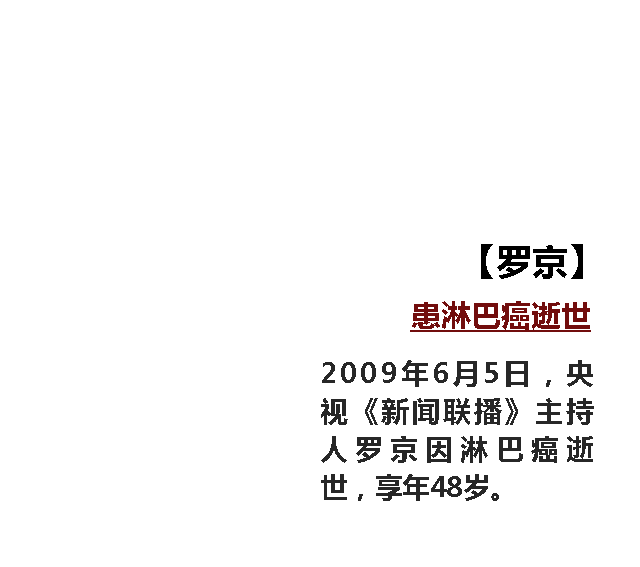 【罗京】
患淋巴癌逝世
2009年6月5日，央
视《新闻联播》主持
人罗京因淋巴癌逝
世，享年48岁。